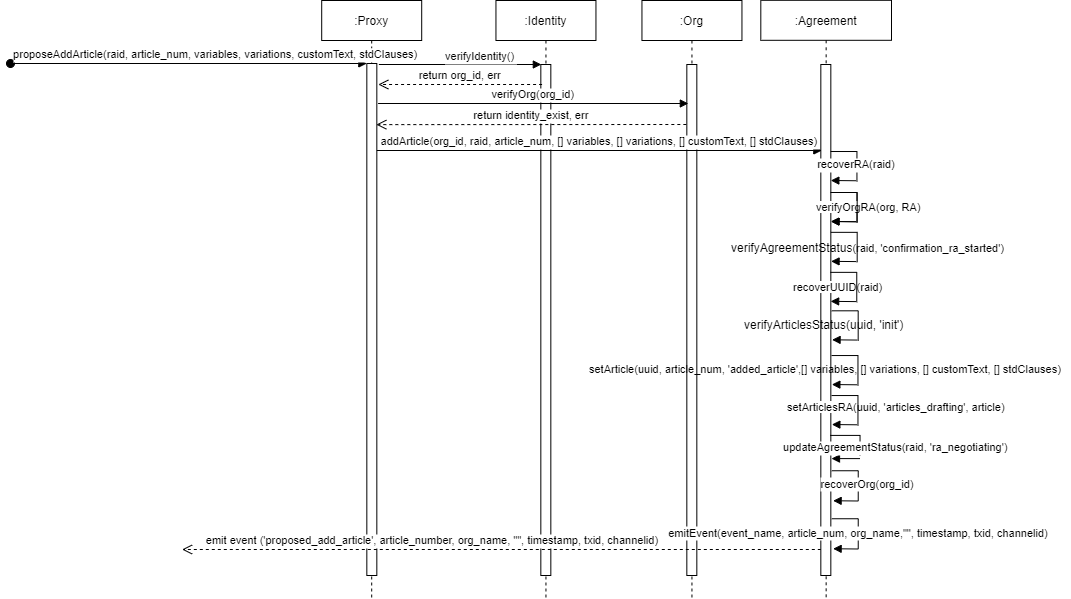 :Proxy
:Identity
:Org
:Agreement
proposeAddArticle(raid, article_num, variables, variations, customText, stdClauses)
verifyIdentity()
return org_id, err
verifyOrg(org_id)
return identity_exist, err
addArticle(org_id, raid, article_num, [] variables, [] variations, [] customText, [] stdClauses)
recoverRA(raid)
verifyOrgRA(org, RA)
verifyAgreementStatus(raid, 'confirmation_ra_started')
recoverUUID(raid)
verifyArticlesStatus(uuid, 'init')
setArticle(uuid, article_num, 'added_article',[] variables, [] variations, [] customText, [] stdClauses)
setArticlesRA(uuid, 'articles_drafting', article)
updateAgreementStatus(raid, 'ra_negotiating')
recoverOrg(org_id)
emitEvent(event_name, article_num, org_name,"", timestamp, txid, channelid)
emit event ('proposed_add_article', article_number, org_name, "", timestamp, txid, channelid)